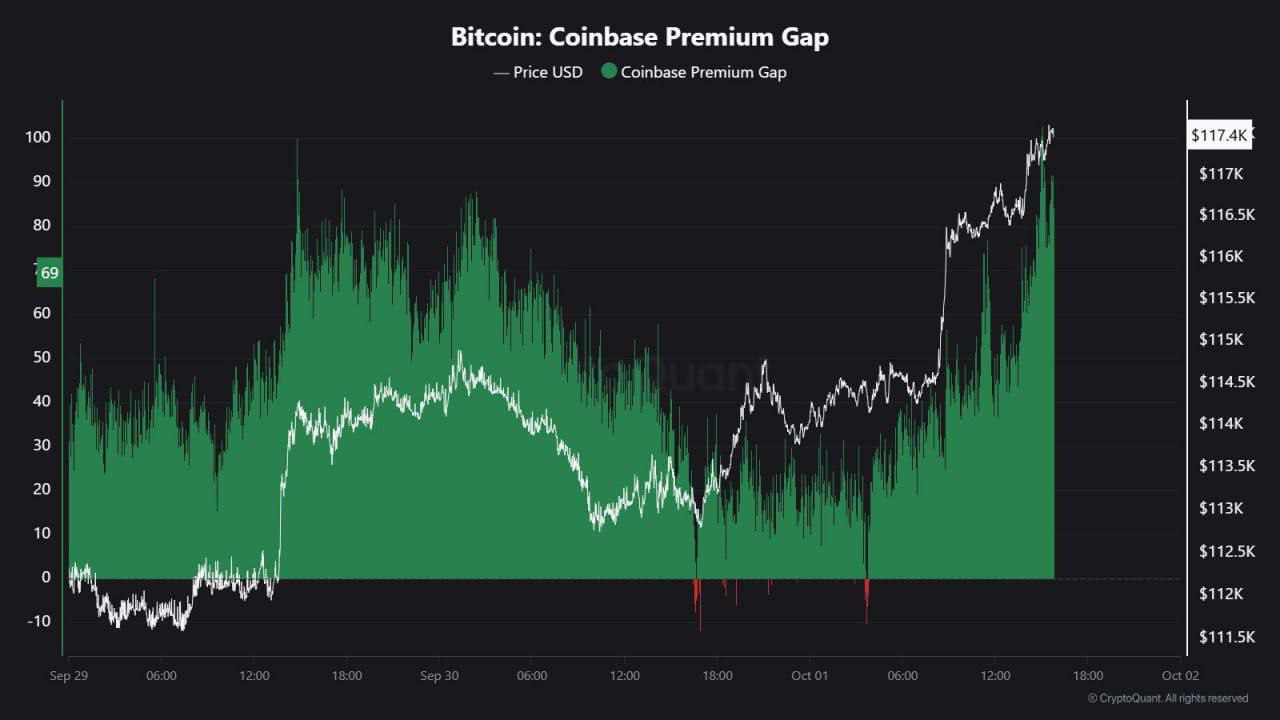 Bitcoin: Coinbase Premium Gap
— Price USD Coinbase Premium Gap
100
90
80
69
60
50
40
30
20
10
0
-10
$117.4K
$117K
$116.5K
$116K
$115.5K
$115K
$114.5K
$114K
$113.5K
$113K
$112.5K
$112K
$111.5K
Sep 29 06:00 12:00 18:00 Sep 30 06:00 12:00 18:00 Oct 01 06:00 12:00 18:00 Oct 02
© CryptoQuant. All rights reserved